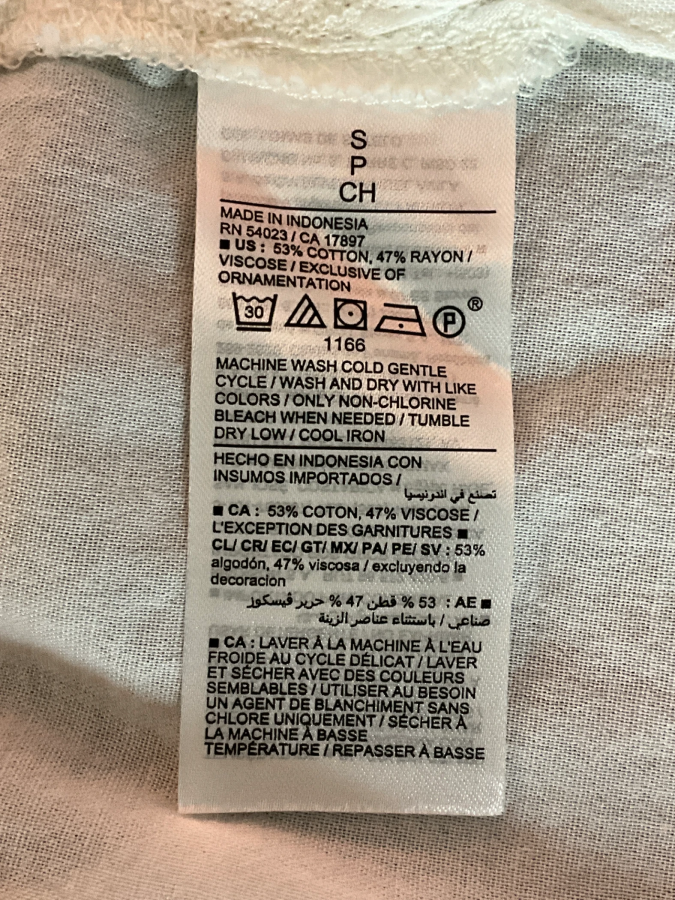 S
P
CH
MADE IN INDONESIA
RN 54023 / CA 17897
■ US : 53% COTTON, 47% RAYON /
VISCOSE / EXCLUSIVE OF
ORNAMENTATION
30
P ®
1166
MACHINE WASH COLD GENTLE
CYCLE / WASH AND DRY WITH LIKE
COLORS / ONLY NON-CHLORINE
BLEACH WHEN NEEDED / TUMBLE
DRY LOW / COOL IRON
HECHO EN INDONESIA CON
INSUMOS IMPORTADOS /
تصنع في اندرنيسيا
■ CA : 53% COTON, 47% VISCOSE /
L'EXCEPTION DES GARNITURES ■
CL/ CR/ EC/ GT/ MX/ PA/ PE/ SV : 53%
algodón, 47% viscosa / excluyendo la
decoracion
■ AE : 53 % قطن 47 % حرير ڤيسكوز
صناعي / باستثناء عناصر الزينة
■ CA : LAVER À LA MACHINE À L'EAU
FROIDE AU CYCLE DÉLICAT / LAVER
ET SÉCHER AVEC DES COULEURS
SEMBLABLES / UTILISER AU BESOIN
UN AGENT DE BLANCHIMENT SANS
CHLORE UNIQUEMENT / SÉCHER À
LA MACHINE À BASSE
TEMPÉRATURE / REPASSER À BASSE